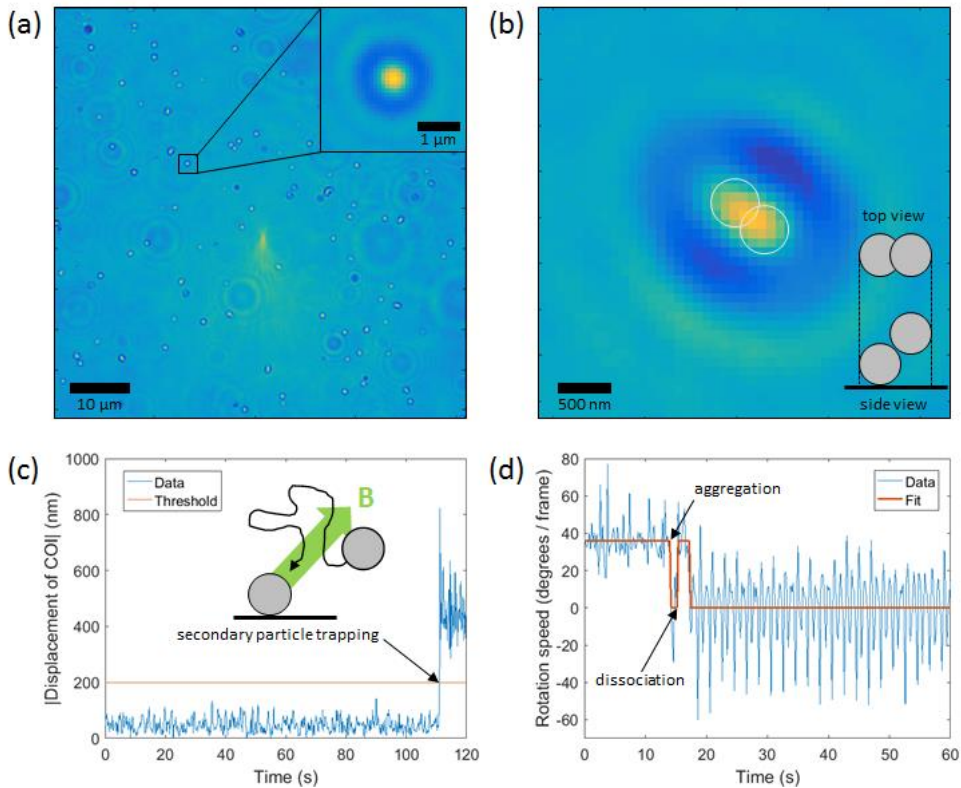 (a)
1 µm
10 µm
(b)
top view
500 nm
side view
(c)
1000
800
600
400
200
0
|Displacement of COI| (nm)
Data
Threshold
B
secondary particle trapping
0
20
40
60
80
100
120
Time (s)
(d)
80
60
40
20
0
-20
-40
-60
-70
Rotation speed (degrees / frame)
Data
Fit
aggregation
dissociation
0
10
20
30
40
50
60
Time (s)